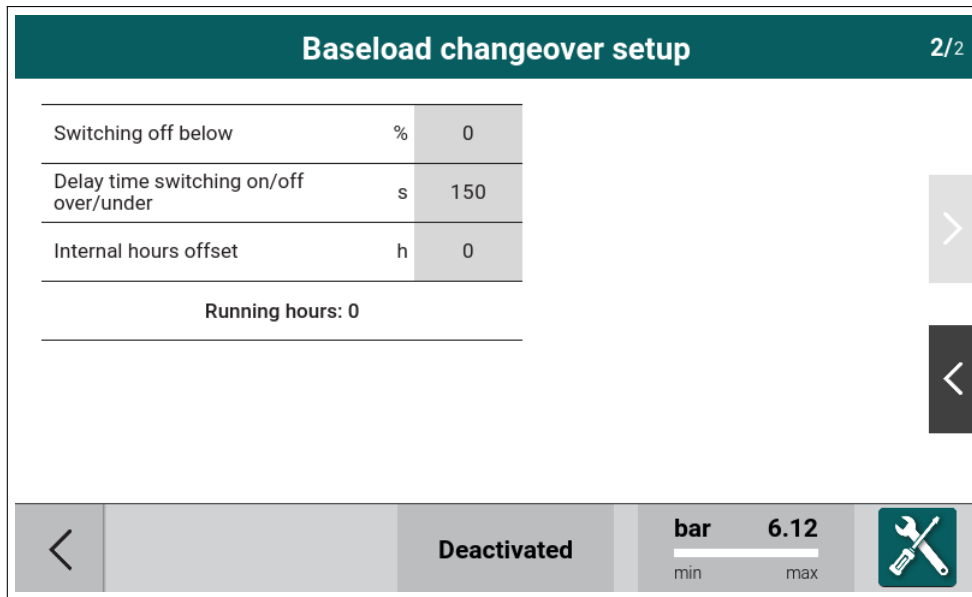 Baseload changeover setup 2/2
Switching off below % 0
Delay time switching on/off
over/under s 150
Internal hours offset h 0
Running hours: 0
Deactivated
bar 6.12
min max